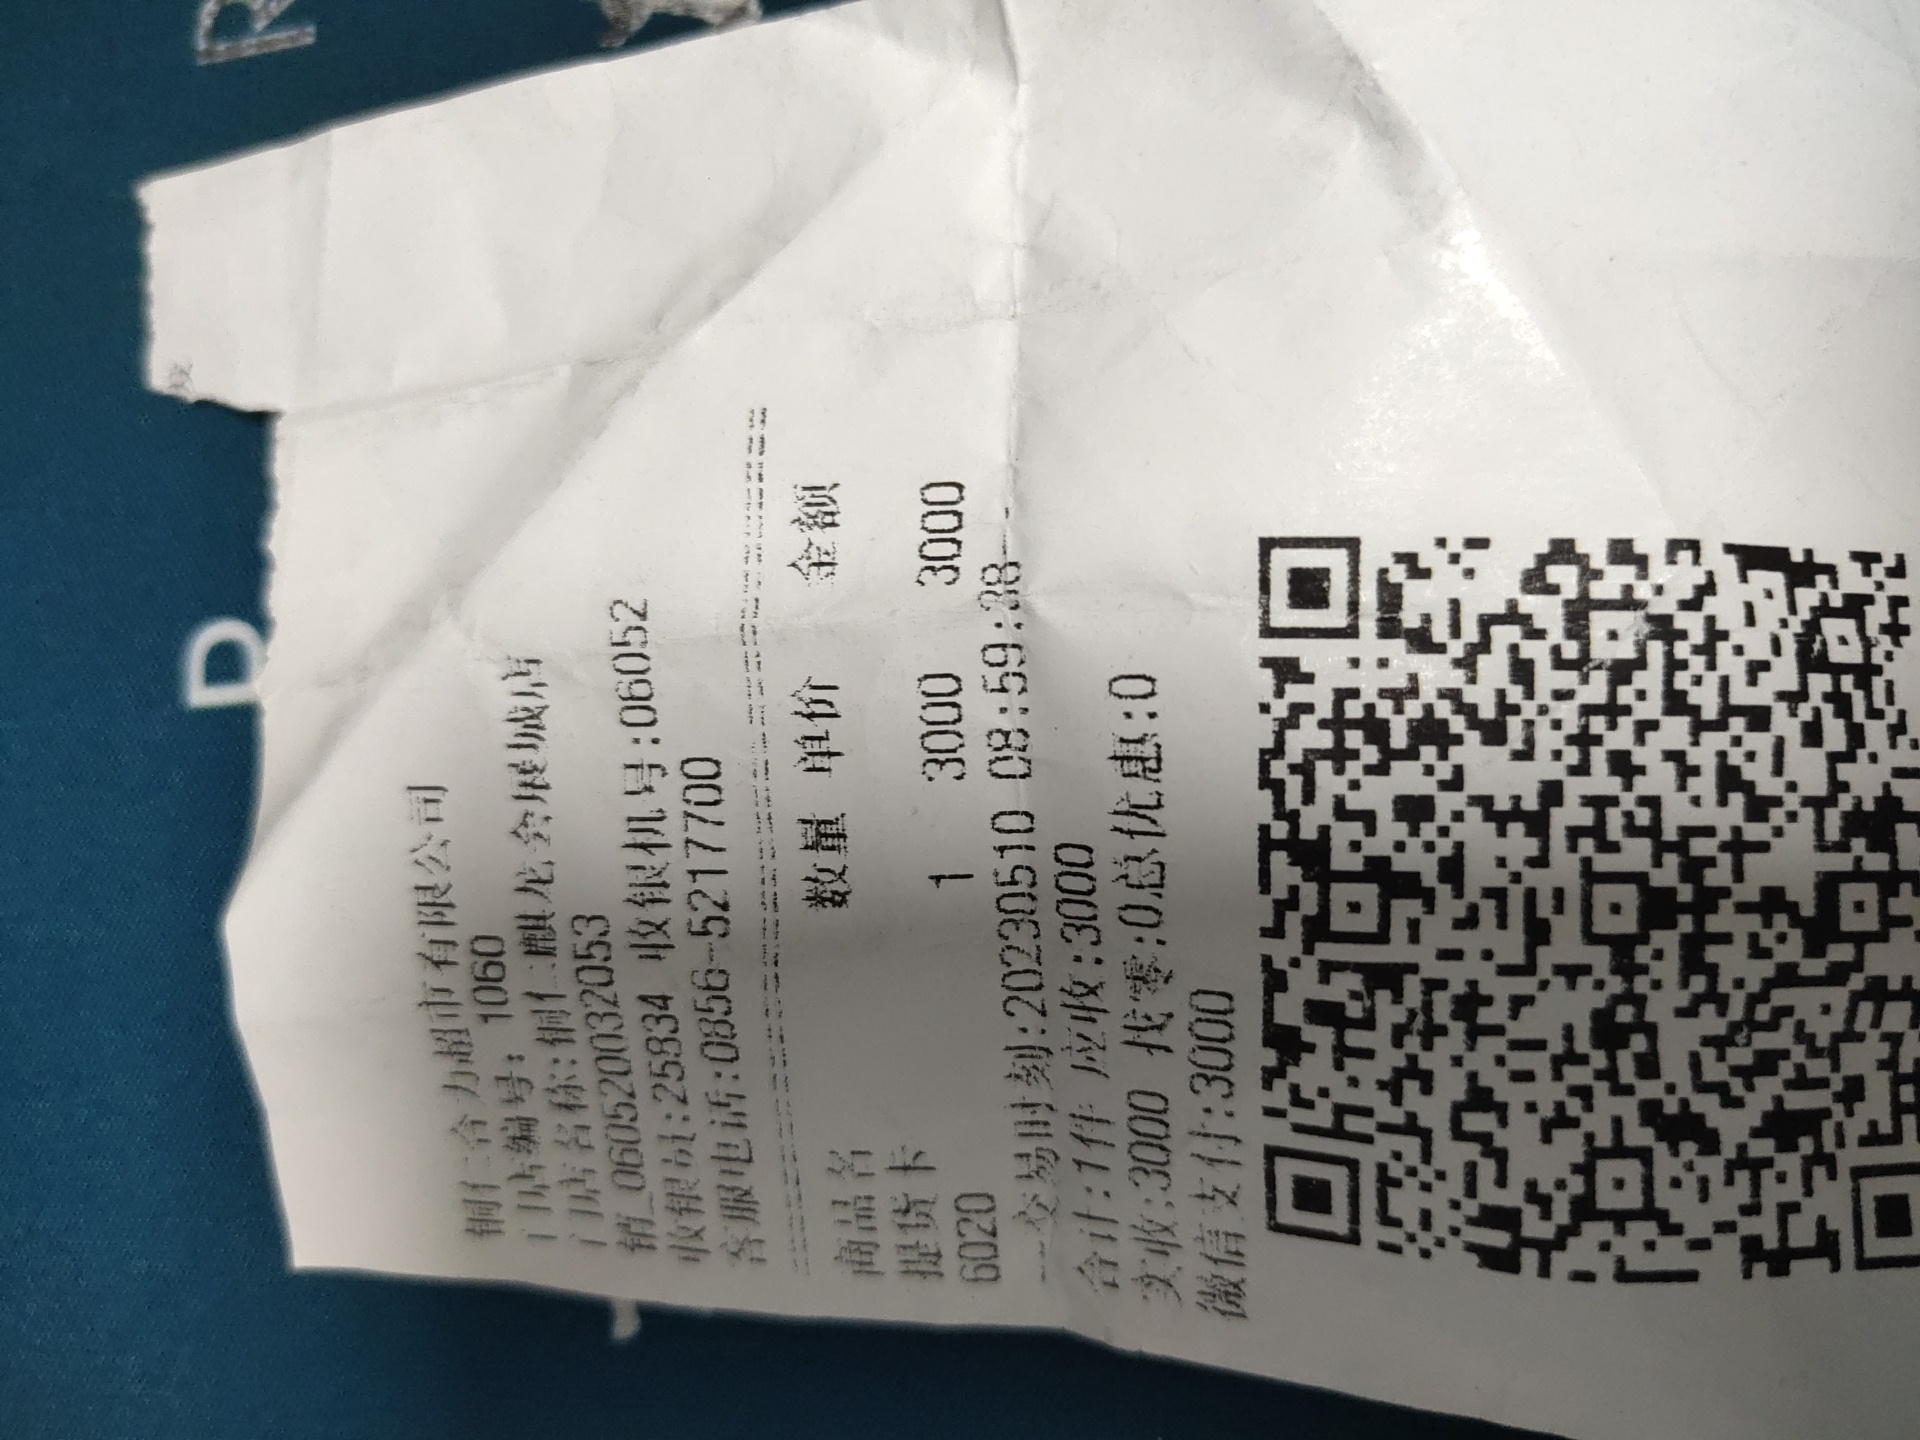 铜仁合力超市有限公司
门店编号: 1060
门店名称:铜仁麒龙会展城店
销_060520032053
收银员:25834 收银机号:06052
客服电话:0856-5217700
商品名 数量 单价 金额
提货卡
6020 1 3000 3000
--交易时刻:20230510 08:59:38--
合计:1件 应收:3000
实收:3000 找零:0总优惠:0
微信支付:3000
R
P